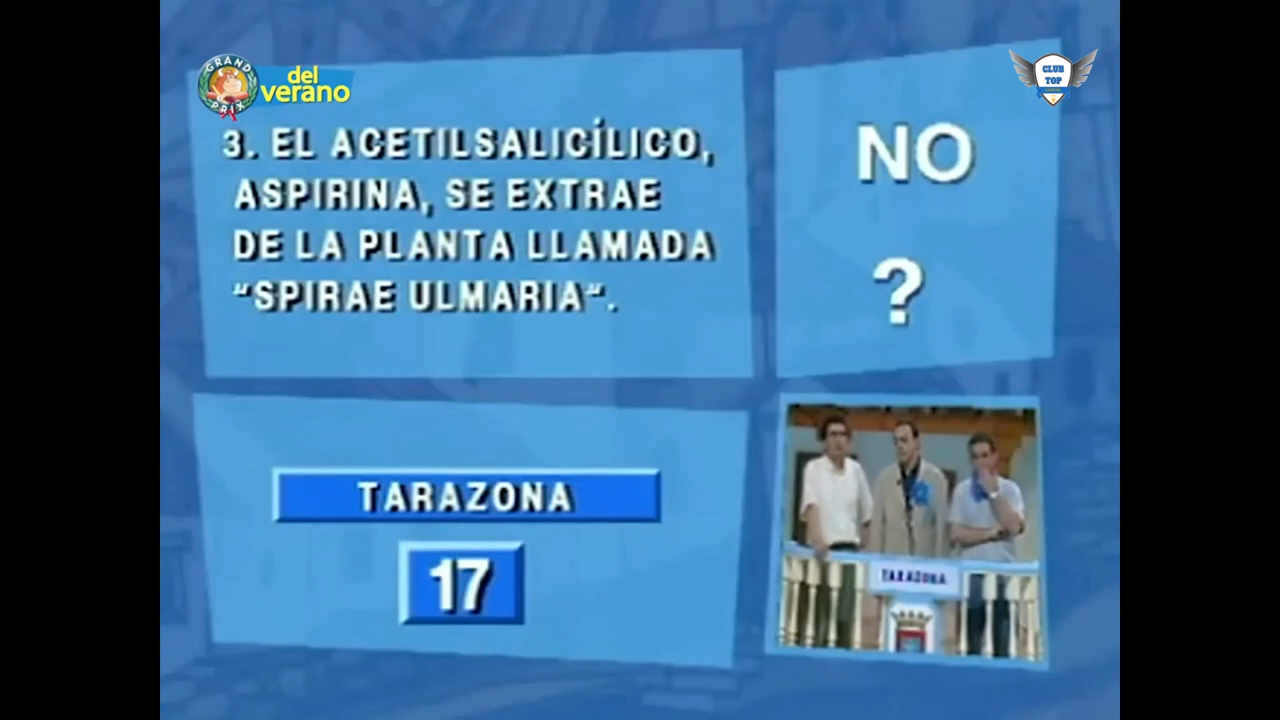 GRAND
PRIX
del
verano
CLUB
TOP
3. EL ACETILSALICÍLICO,
ASPIRINA, SE EXTRAE
DE LA PLANTA LLAMADA
"SPIRAE ULMARIA".
NO
?
TARAZONA
17
TARAZONA